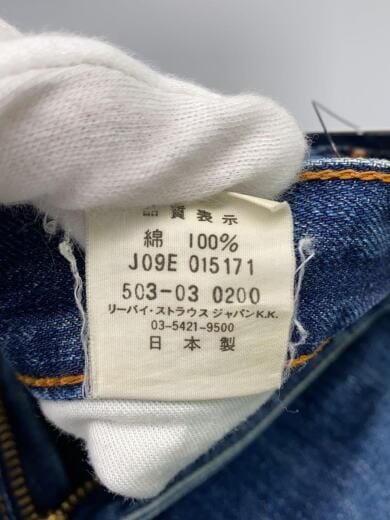 品質表示
綿 100%
J09E 015171
503-03 0200
リーバイ・ストラウス ジャパンK.K.
03-5421-9500
日本製